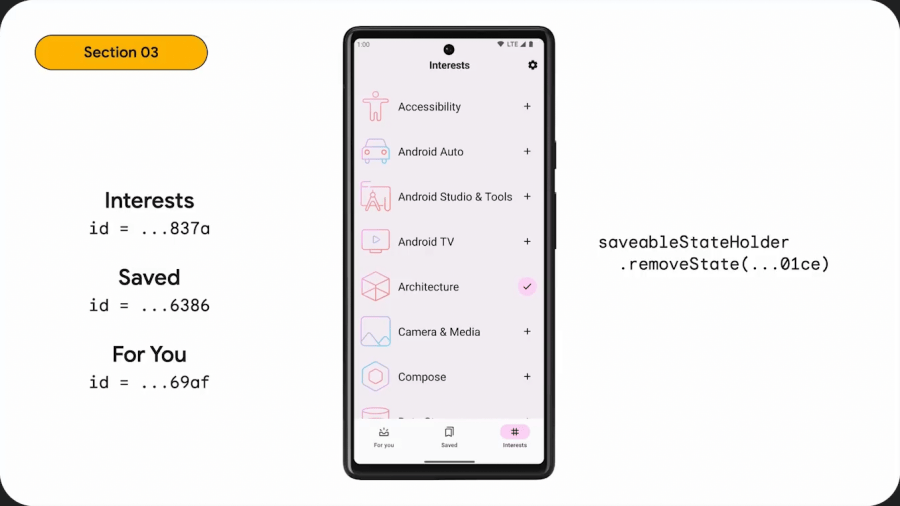 Section 03
Interests
id = ...837a
Saved
id = ...6386
For You
id = ...69af
1:00
LTE
Interests
Accessibility
+
Android Auto
+
Android Studio & Tools
+
Android TV
+
Architecture
Camera & Media
+
Compose
+
For you
Saved
Interests
saveableStateHolder
.removeState(...01ce)